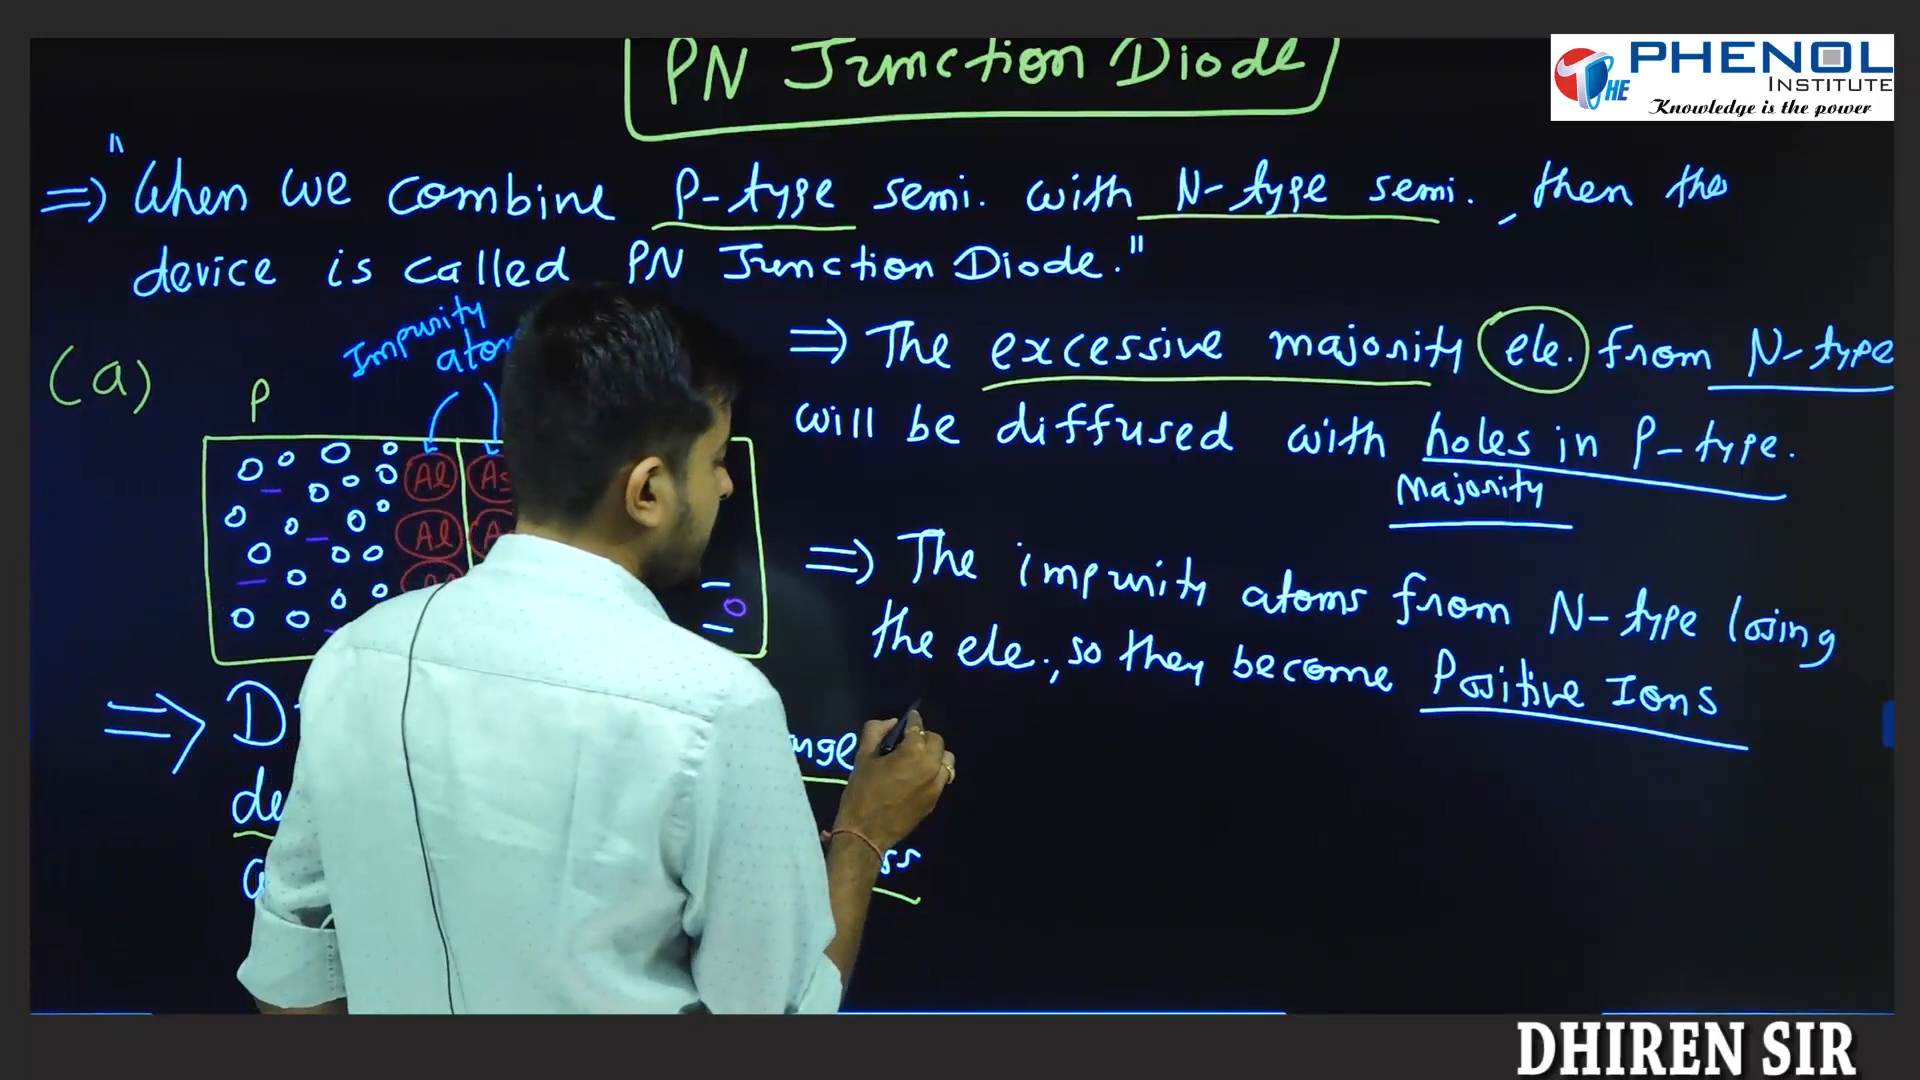 PN Junction Diode
THE PHENOL
INSTITUTE
Knowledge is the power
⇒ "When we combine P-type semi. with N-type semi., then the
device is called PN Junction Diode."
Impurity
(a)
P
⇒ The excessive majority ele. from N-type
will be diffused with holes in P-type.
Majority
Al As
Al
⇒ The impurity atoms from N-type losing
the ele., so they become Positive Ions
⇒
DHIREN SIR